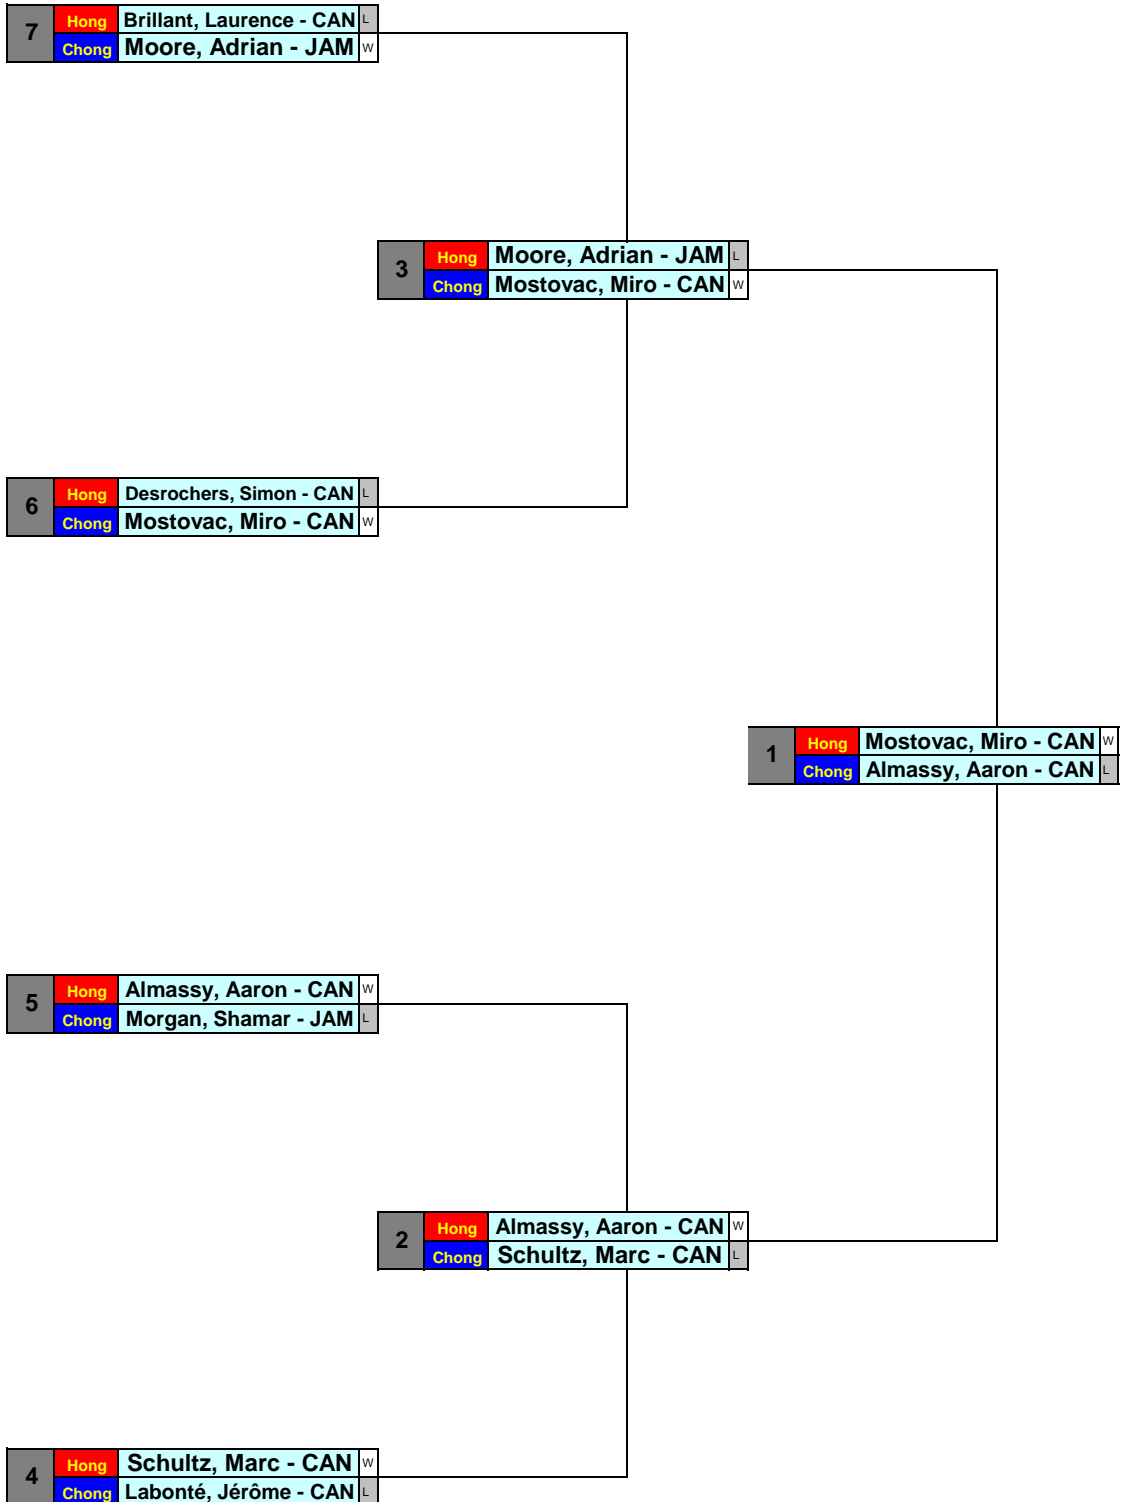 7 Hong Brillant, Laurence - CAN L
Chong Moore, Adrian - JAM W
3 Hong Moore, Adrian - JAM L
Chong Mostovac, Miro - CAN W
6 Hong Desrochers, Simon - CAN L
Chong Mostovac, Miro - CAN W
1 Hong Mostovac, Miro - CAN W
Chong Almassy, Aaron - CAN L
5 Hong Almassy, Aaron - CAN W
Chong Morgan, Shamar - JAM L
2 Hong Almassy, Aaron - CAN W
Chong Schultz, Marc - CAN L
4 Hong Schultz, Marc - CAN W
Chong Labonté, Jérôme - CAN L